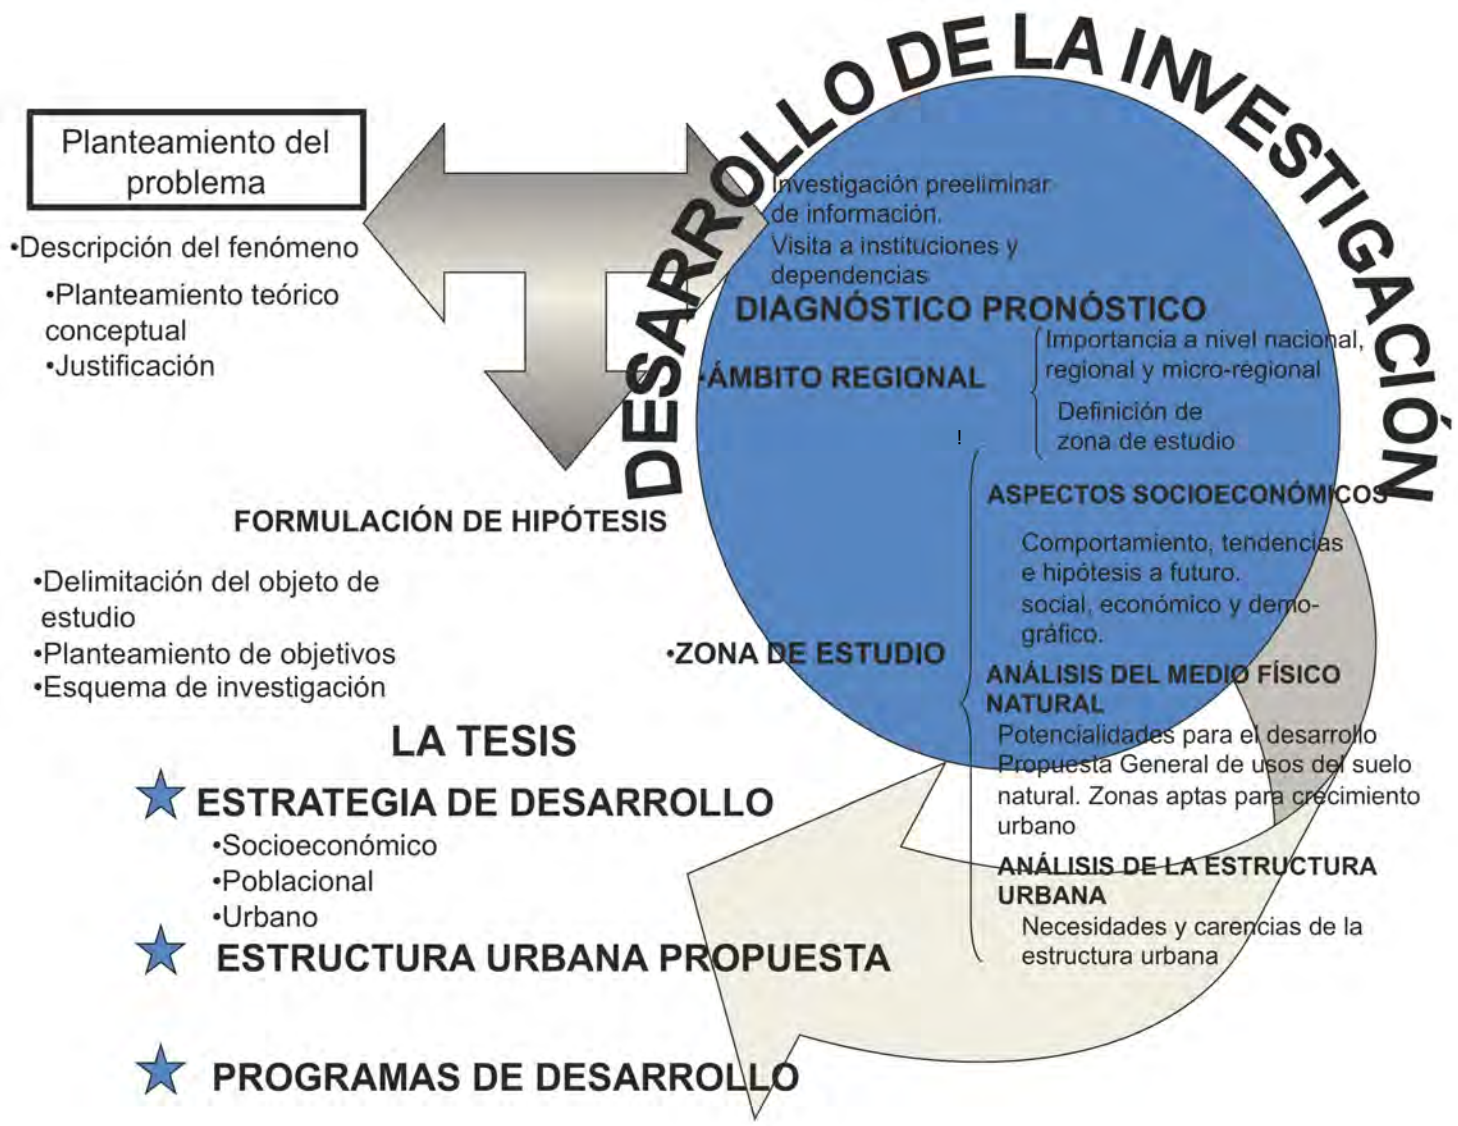 DESARROLLO DE LA INVESTIGACIÓN
Planteamiento del
problema
•Descripción del fenómeno
•Planteamiento teórico
conceptual
•Justificación
Investigación preeliminar
de información.
Visita a instituciones y
dependencias
DIAGNÓSTICO PRONÓSTICO
•ÁMBITO REGIONAL
Importancia a nivel nacional,
regional y micro-regional
Definición de
zona de estudio
!
FORMULACIÓN DE HIPÓTESIS
•Delimitación del objeto de
estudio
•Planteamiento de objetivos
•Esquema de investigación
•ZONA DE ESTUDIO
ASPECTOS SOCIOECONÓMICOS
Comportamiento, tendencias
e hipótesis a futuro.
social, económico y demo-
gráfico.
ANÁLISIS DEL MEDIO FÍSICO
NATURAL
Potencialidades para el desarrollo
Propuesta General de usos del suelo
natural. Zonas aptas para crecimiento
urbano
ANÁLISIS DE LA ESTRUCTURA
URBANA
Necesidades y carencias de la
estructura urbana
LA TESIS
ESTRATEGIA DE DESARROLLO
•Socioeconómico
•Poblacional
•Urbano
ESTRUCTURA URBANA PROPUESTA
PROGRAMAS DE DESARROLLO